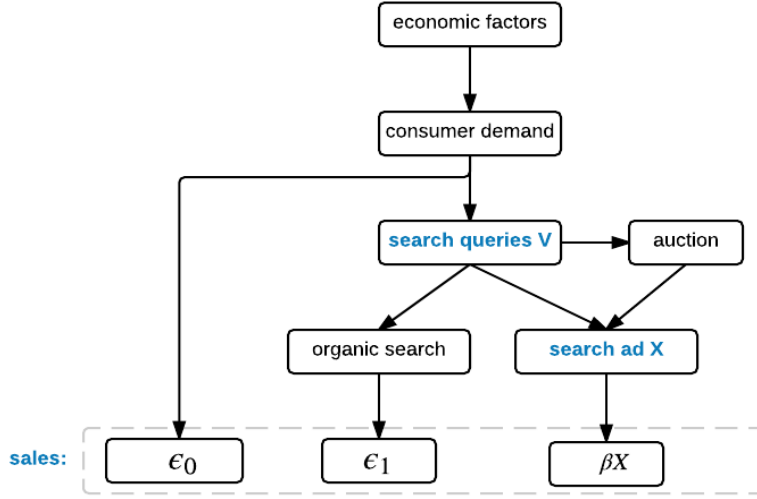 economic factors
consumer demand
search queries V
auction
organic search
search ad X
sales:
ϵ0
ϵ1
βX